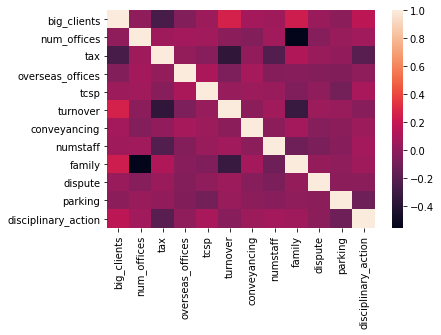 big_clients
num_offices
tax
overseas_offices
tcsp
turnover
conveyancing
numstaff
family
dispute
parking
disciplinary_action
big_clients
num_offices
tax
overseas_offices
tcsp
turnover
conveyancing
numstaff
family
dispute
parking
disciplinary_action
1.0
0.8
0.6
0.4
0.2
0.0
−0.2
−0.4